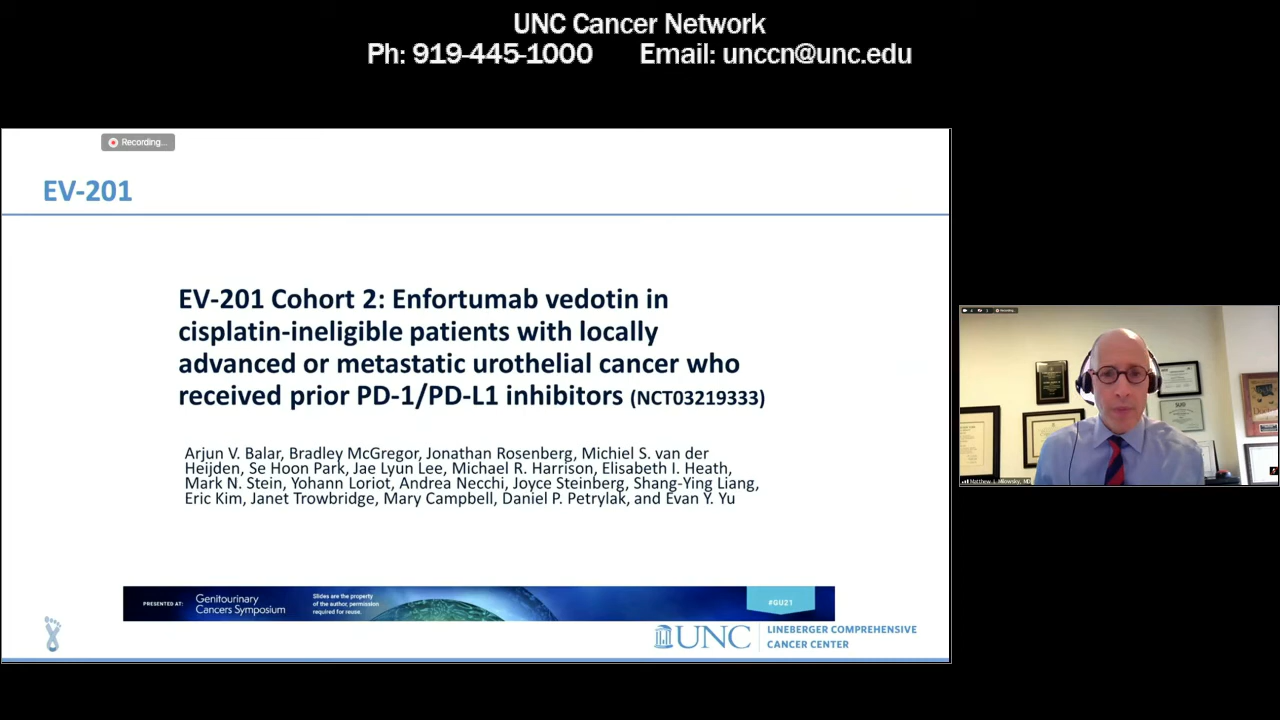 UNC Cancer Network
Ph: 919-445-1000 Email: unccn@unc.edu
Recording...
EV-201
EV-201 Cohort 2: Enfortumab vedotin in
cisplatin-ineligible patients with locally
advanced or metastatic urothelial cancer who
received prior PD-1/PD-L1 inhibitors (NCT03219333)
Arjun V. Balar, Bradley McGregor, Jonathan Rosenberg, Michiel S. van der
Heijden, Se Hoon Park, Jae Lyun Lee, Michael R. Harrison, Elisabeth I. Heath,
Mark N. Stein, Yohann Loriot, Andrea Necchi, Joyce Steinberg, Shang-Ying Liang,
Eric Kim, Janet Trowbridge, Mary Campbell, Daniel P. Petrylak, and Evan Y. Yu
PRESENTED AT:
Genitourinary
Cancers Symposium
Slides are the property
of the author, permission
required for reuse.
#GU21
UNC
LINEBERGER COMPREHENSIVE
CANCER CENTER
Matthew I. Milowsky, MD